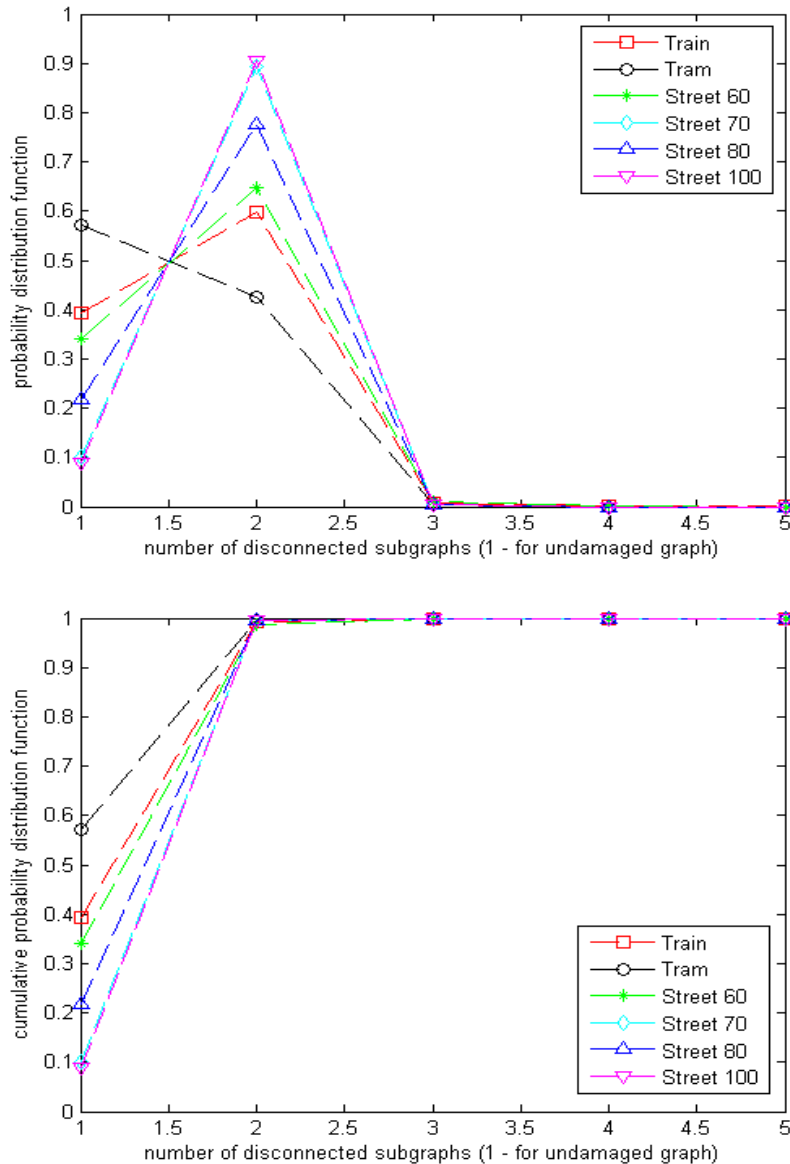 1
0.9
0.8
0.7
0.6
0.5
0.4
0.3
0.2
0.1
0
probability distribution function
Train
Tram
Street 60
Street 70
Street 80
Street 100
1 1.5 2 2.5 3 3.5 4 4.5 5
number of disconnected subgraphs (1 - for undamaged graph)
1
0.9
0.8
0.7
0.6
0.5
0.4
0.3
0.2
0.1
0
cumulative probability distribution function
Train
Tram
Street 60
Street 70
Street 80
Street 100
1 1.5 2 2.5 3 3.5 4 4.5 5
number of disconnected subgraphs (1 - for undamaged graph)